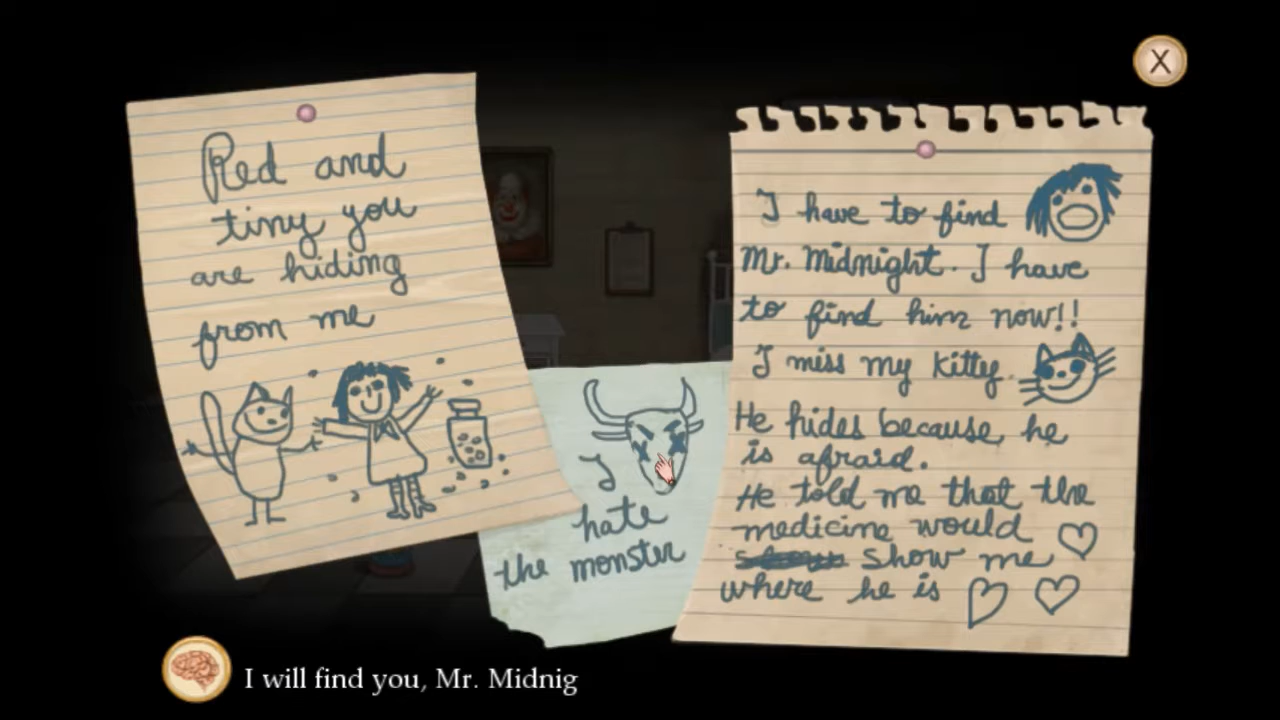 Red and
tiny you
are hiding
from me
I
hate
the monster
I have to find
Mr. Midnight. I have
to find him now!!
I miss my Kitty.
He hides because he
is afraid.
He told me that the
medicine would
show me
where he is
X
I will find you, Mr. Midnig